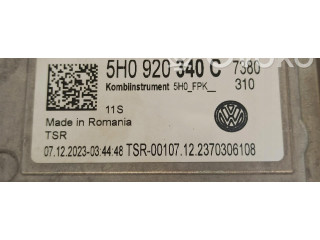 5H0 920 340 C 7380
Kombiinstrument 5H0_FPK__ 310
11S
Made in Romania
TSR
07.12.2023-03:44:48 TSR-00107.12.2370306108